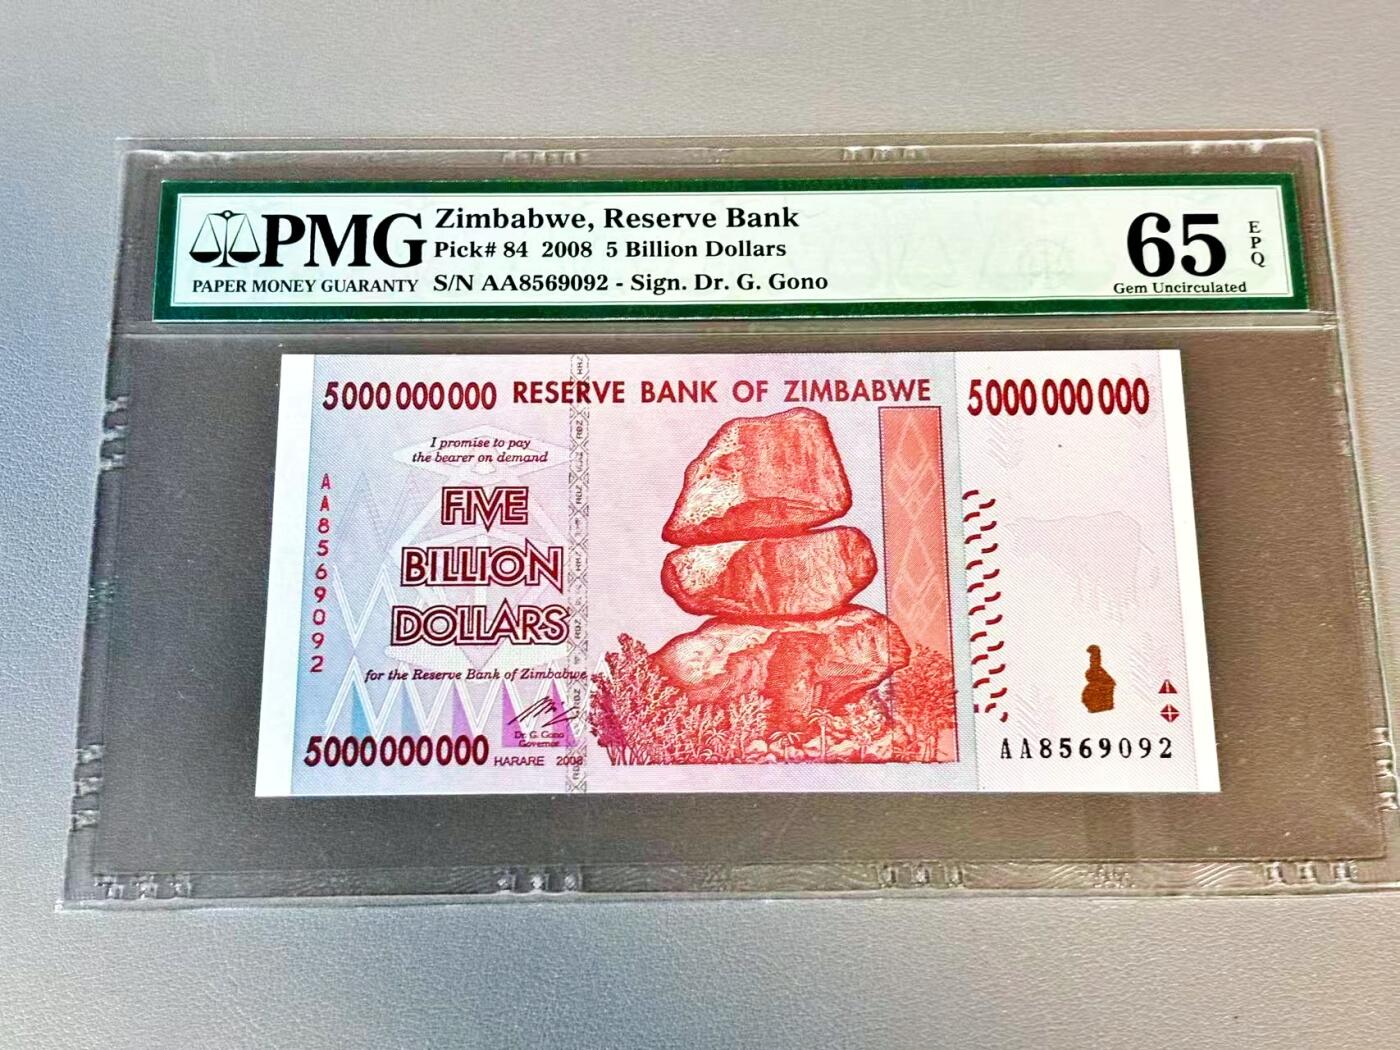 PMG
PAPER MONEY GUARANTY
Zimbabwe, Reserve Bank
Pick# 84 2008 5 Billion Dollars
S/N AA8569092 - Sign. Dr. G. Gono
65
EPQ
Gem Uncirculated
5000000000 RESERVE BANK OF ZIMBABWE 5000000000
I promise to pay
the bearer on demand
AA8569092
FIVE
BILLION
DOLLARS
for the Reserve Bank of Zimbabwe
Dr. G. Gono
Governor
5000000000 HARARE 2008
AA8569092